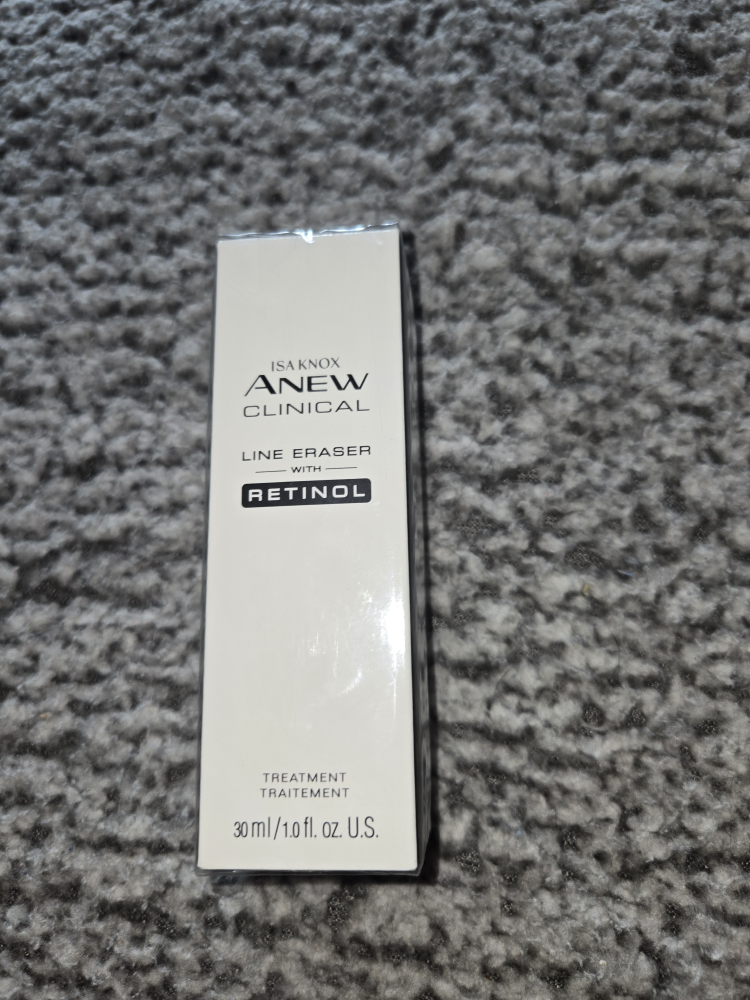 ISA KNOX
ANEW
CLINICAL
LINE ERASER
WITH
RETINOL
TREATMENT
TRAITEMENT
30 ml/1.0 fl. oz. U.S.